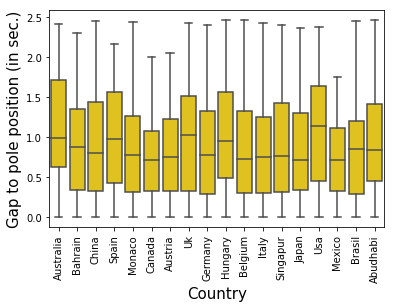 Gap to pole position (in sec.)
2.5
2.0
1.5
1.0
0.5
0.0
Australia
Bahrain
China
Spain
Monaco
Canada
Austria
Uk
Germany
Hungary
Belgium
Italy
Singapur
Japan
Usa
Mexico
Brasil
Abudhabi
Country